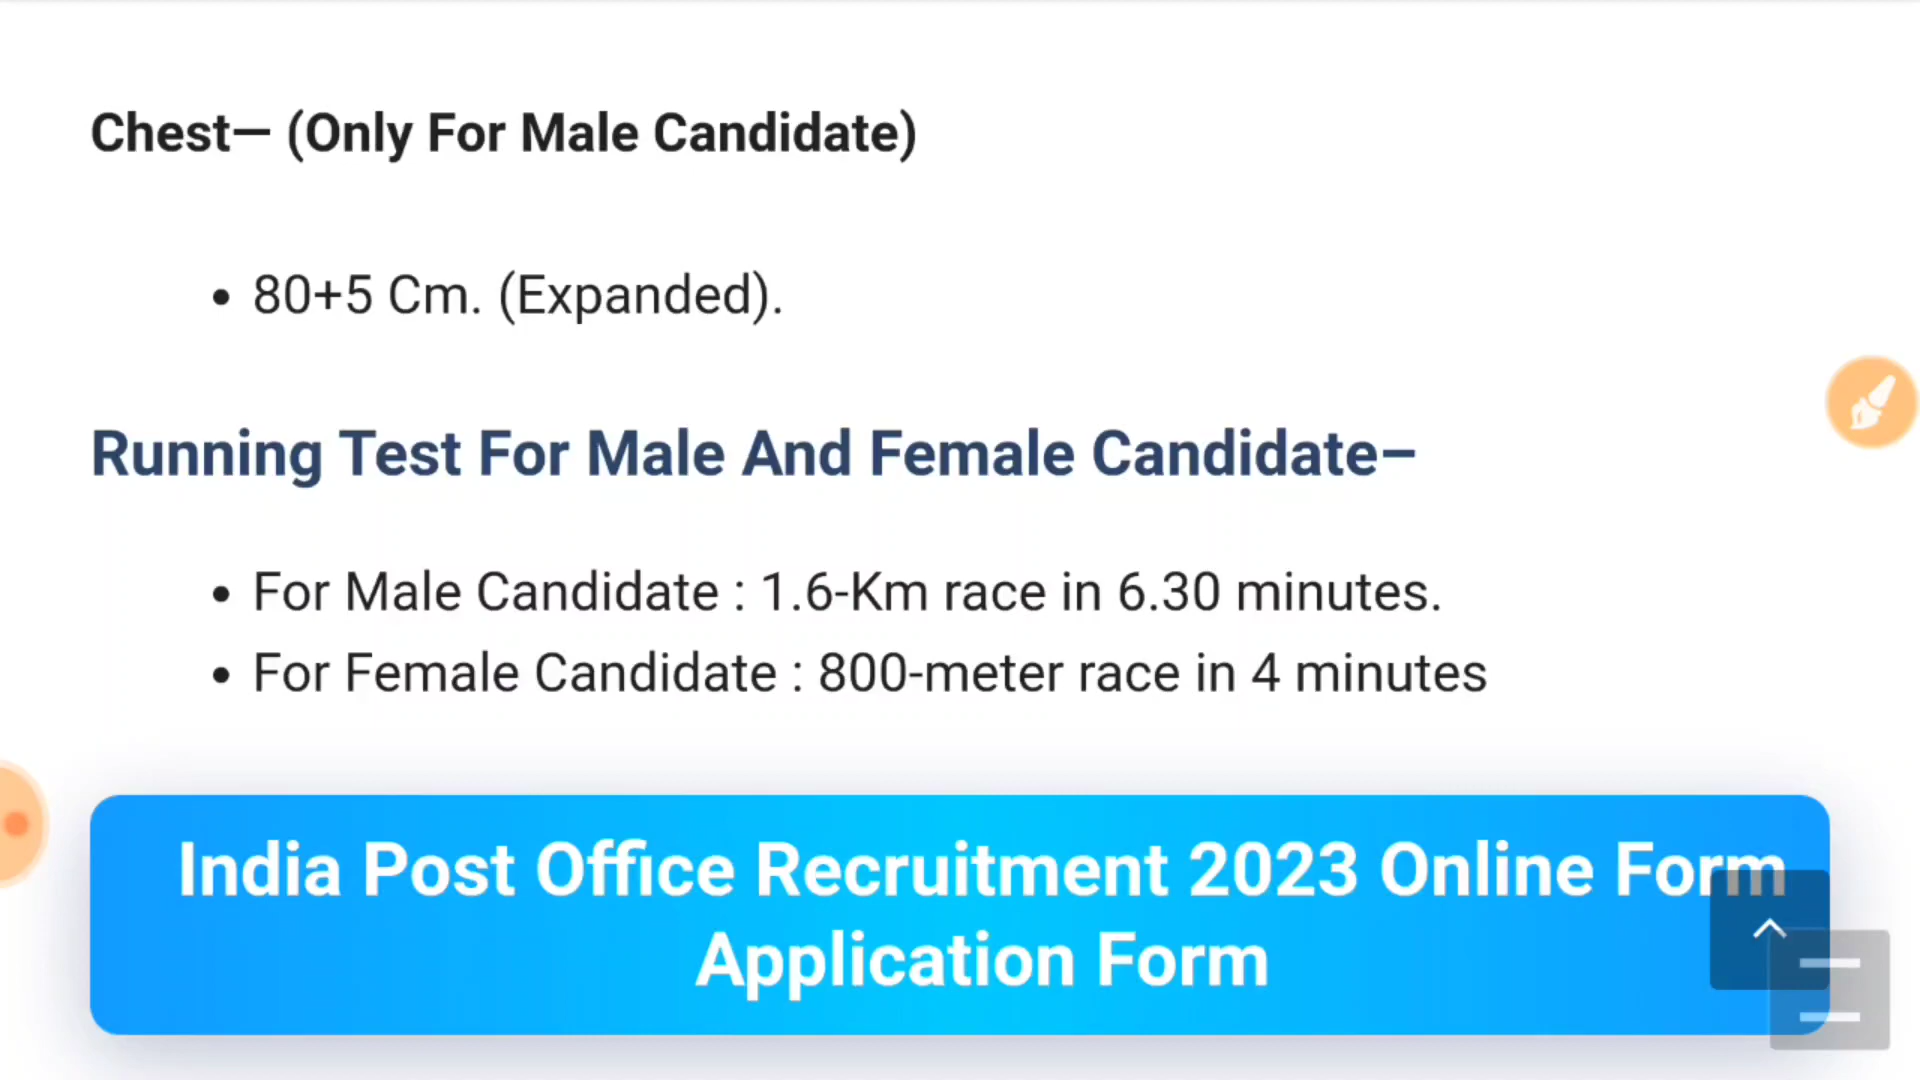 Chest— (Only For Male Candidate)
• 80+5 Cm. (Expanded).
Running Test For Male And Female Candidate–
• For Male Candidate : 1.6-Km race in 6.30 minutes.
• For Female Candidate : 800-meter race in 4 minutes
India Post Office Recruitment 2023 Online Form
Application Form